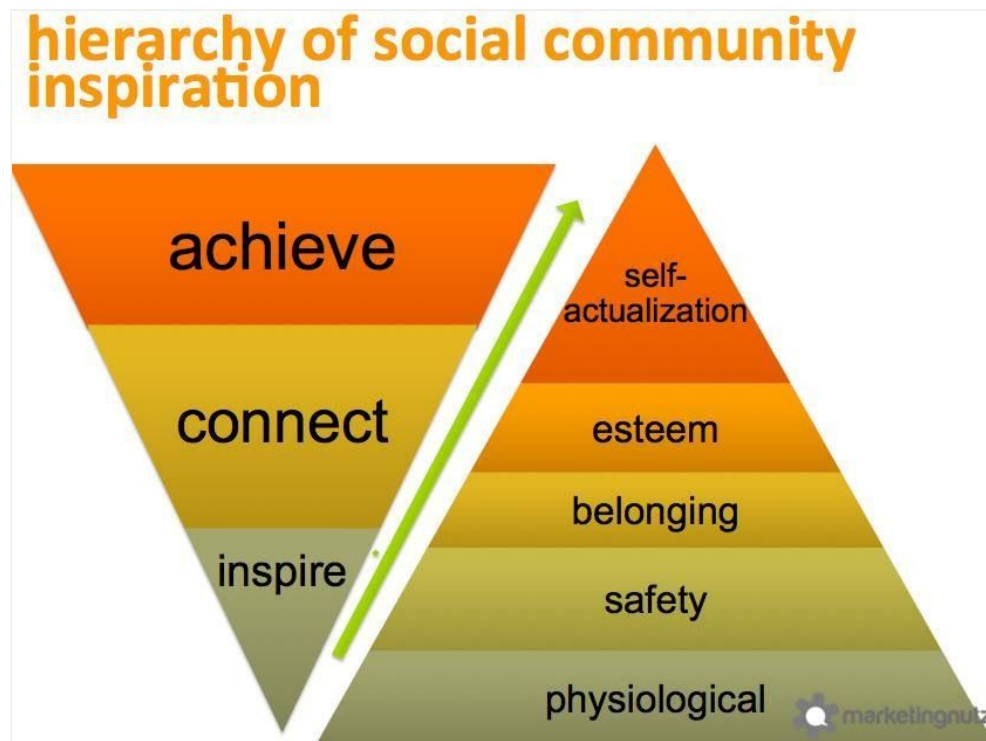 hierarchy of social community
inspiration
achieve
connect
inspire
self-
actualization
esteem
belonging
safety
physiological
marketingnutz